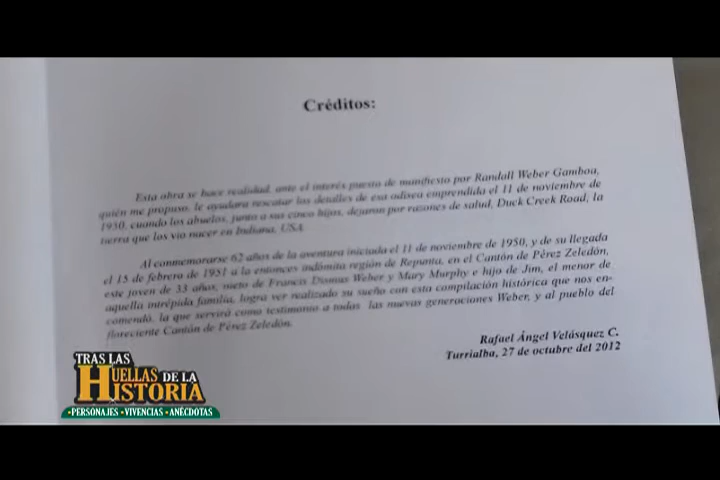 Créditos:
Esta obra se hace realidad, ante el interés puesto de manifiesto por Randall Weber Gamboa,
quién me propuso, le ayudara rescatar los detalles de esa odisea emprendida el 11 de noviembre de
1950, cuando los abuelos, junto a sus cinco hijos, dejaran por razones de salud, Duck Creek Road, la
tierra que los vio nacer en Indiana, USA.
Al conmemorarse 62 años de la aventura iniciada el 11 de noviembre de 1950, y de su llegada
el 15 de febrero de 1951 a la entonces indómita región de Repunta, en el Cantón de Pérez Zeledón,
este joven de 33 años, nieto de Francis Dismas Weber y Mary Murphy e hijo de Jim, el menor de
aquella intrépida familia, logra ver realizado su sueño con esta compilación histórica que nos en-
comendó, la que servirá como testimonio a todas las nuevas generaciones Weber, y al pueblo del
floreciente Cantón de Pérez Zeledón.
Rafael Ángel Velásquez C.
Turrialba, 27 de octubre del 2012
TRAS LAS
HUELLAS DE LA
HISTORIA
•PERSONAJES •VIVENCIAS •ANÉCDOTAS